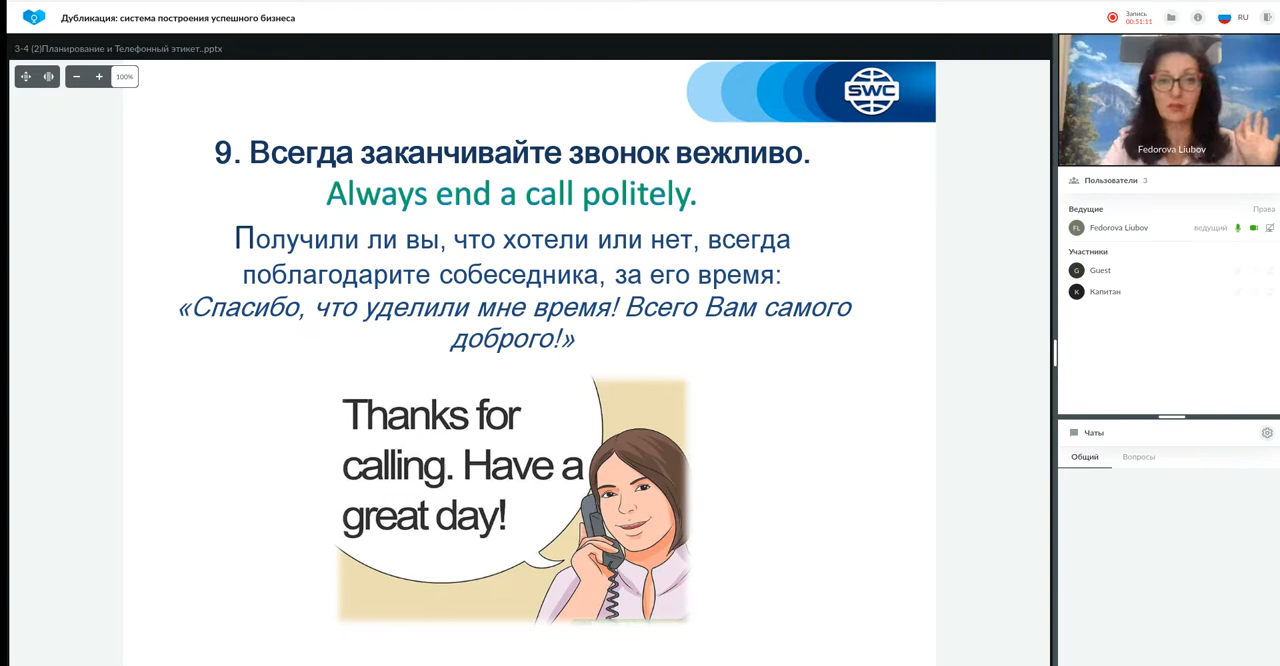 Дубликация: система построения успешного бизнеса
Запись
00:51:11
RU
3-4 (2)Планирование и Телефонный этикет..pptx
100%
SWC
9. Всегда заканчивайте звонок вежливо.
Always end a call politely.
Получили ли вы, что хотели или нет, всегда
поблагодарите собеседника, за его время:
«Спасибо, что уделили мне время! Всего Вам самого
доброго!»
Thanks for
calling. Have a
great day!
Fedorova Liubov
Пользователи 3
Ведущие Права
FL Fedorova Liubov ведущий
Участники
G Guest
К Капитан
Чаты
Общий Вопросы